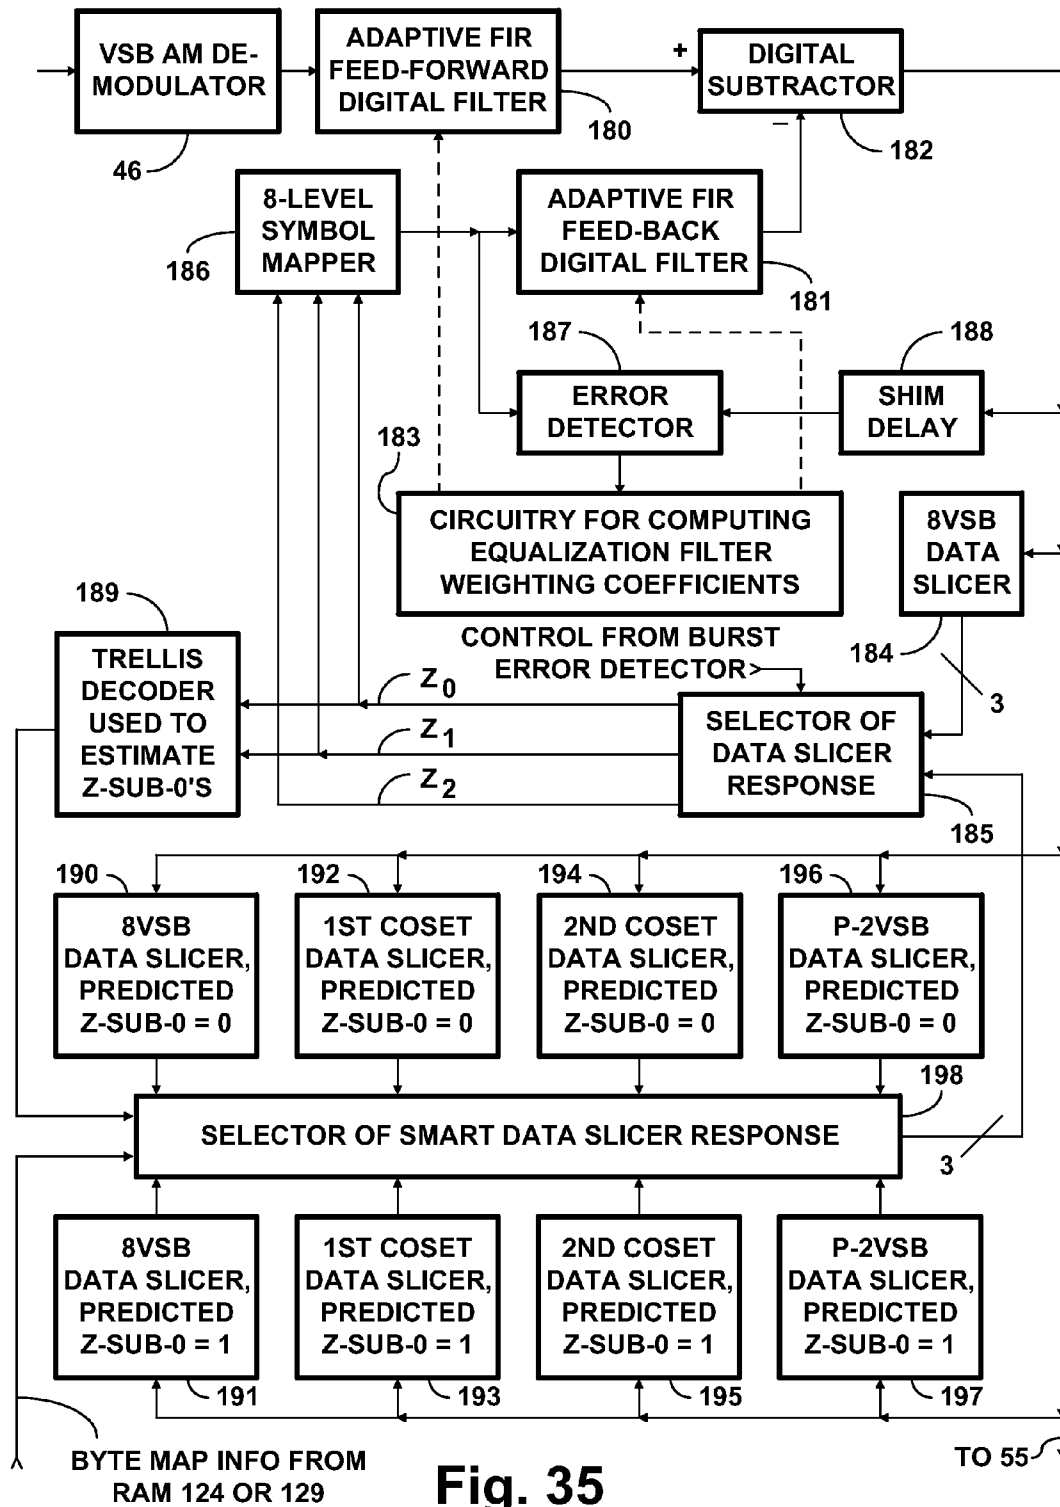 VSB AM DE-
MODULATOR
46
ADAPTIVE FIR
FEED-FORWARD
DIGITAL FILTER
180
+
DIGITAL
SUBTRACTOR
–
182
8-LEVEL
SYMBOL
MAPPER
186
ADAPTIVE FIR
FEED-BACK
DIGITAL FILTER
181
187
ERROR
DETECTOR
188
SHIM
DELAY
183
CIRCUITRY FOR COMPUTING
EQUALIZATION FILTER
WEIGHTING COEFFICIENTS
8VSB
DATA
SLICER
184
3
CONTROL FROM BURST
ERROR DETECTOR
189
TRELLIS
DECODER
USED TO
ESTIMATE
Z-SUB-0'S
Z0
Z1
Z2
SELECTOR OF
DATA SLICER
RESPONSE
185
190
8VSB
DATA SLICER,
PREDICTED
Z-SUB-0 = 0
192
1ST COSET
DATA SLICER,
PREDICTED
Z-SUB-0 = 0
194
2ND COSET
DATA SLICER,
PREDICTED
Z-SUB-0 = 0
196
P-2VSB
DATA SLICER,
PREDICTED
Z-SUB-0 = 0
198
SELECTOR OF SMART DATA SLICER RESPONSE
3
8VSB
DATA SLICER,
PREDICTED
Z-SUB-0 = 1
191
1ST COSET
DATA SLICER,
PREDICTED
Z-SUB-0 = 1
193
2ND COSET
DATA SLICER,
PREDICTED
Z-SUB-0 = 1
195
P-2VSB
DATA SLICER,
PREDICTED
Z-SUB-0 = 1
197
BYTE MAP INFO FROM
RAM 124 OR 129
TO 55
Fig. 35